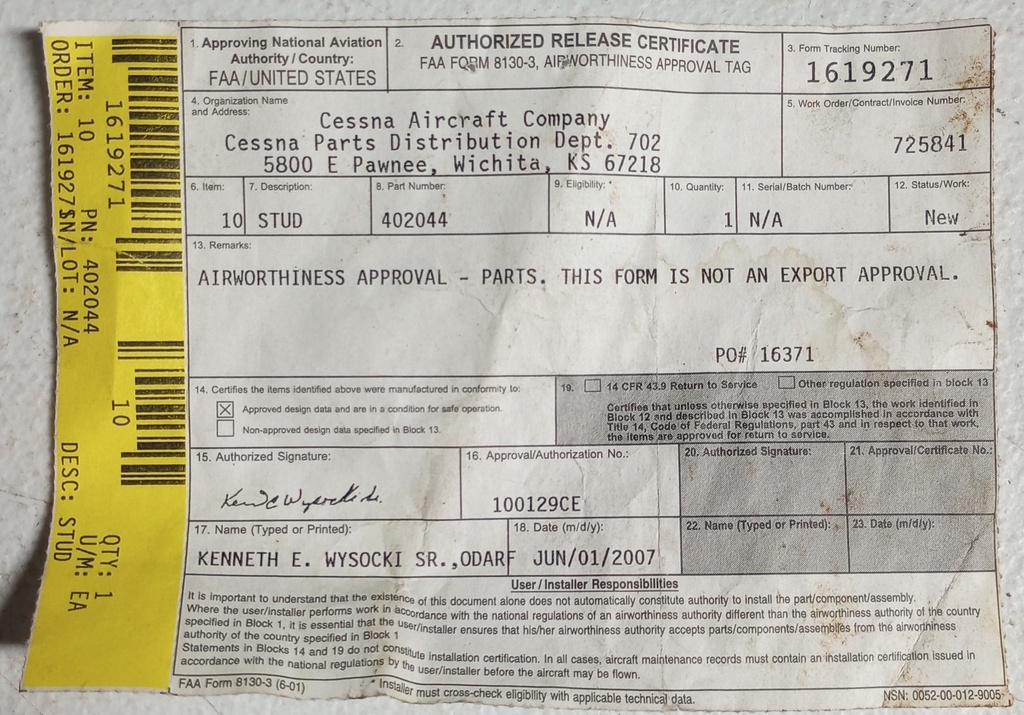 ITEM: 10 PN: 402044 DESC: STUD QTY: 1
ORDER: 1619271 SN/LOT: N/A U/M: EA
1619271
10
1. Approving National Aviation
Authority / Country:
FAA/UNITED STATES
2.
AUTHORIZED RELEASE CERTIFICATE
FAA FORM 8130-3, AIRWORTHINESS APPROVAL TAG
3. Form Tracking Number:
1619271
4. Organization Name
and Address:
Cessna Aircraft Company
Cessna Parts Distribution Dept. 702
5800 E Pawnee, Wichita, KS 67218
5. Work Order/Contract/Invoice Number:
725841
6. Item:
10
7. Description:
STUD
8. Part Number:
402044
9. Eligibility: *
N/A
10. Quantity:
1
11. Serial/Batch Number:
N/A
12. Status/Work:
New
13. Remarks:
AIRWORTHINESS APPROVAL - PARTS. THIS FORM IS NOT AN EXPORT APPROVAL.
PO# 16371
14. Certifies the items identified above were manufactured in conformity to:
Approved design data and are in a condition for safe operation.
Non-approved design data specified in Block 13.
19. 14 CFR 43.9 Return to Service Other regulation specified in block 13
Certifies that unless otherwise specified in Block 13, the work identified in
Block 12 and described in Block 13 was accomplished in accordance with
Title 14, Code of Federal Regulations, part 43 and in respect to that work,
the items are approved for return to service.
15. Authorized Signature:
16. Approval/Authorization No.:
100129CE
20. Authorized Signature:
21. Approval/Certificate No.:
17. Name (Typed or Printed):
KENNETH E. WYSOCKI SR.,ODARF
18. Date (m/d/y):
JUN/01/2007
22. Name (Typed or Printed):
23. Date (m/d/y):
User / Installer Responsibilities
It is important to understand that the existence of this document alone does not automatically constitute authority to install the part/component/assembly.
Where the user/installer performs work in accordance with the national regulations of an airworthiness authority different than the airworthiness authority of the country
specified in Block 1, it is essential that the user/installer ensures that his/her airworthiness authority accepts parts/components/assemblies from the airworthiness
authority of the country specified in Block 1
Statements in Blocks 14 and 19 do not constitute installation certification. In all cases, aircraft maintenance records must contain an installation certification issued in
accordance with the national regulations by the user/installer before the aircraft may be flown.
FAA Form 8130-3 (6-01)
* Installer must cross-check eligibility with applicable technical data.
NSN: 0052-00-012-9005